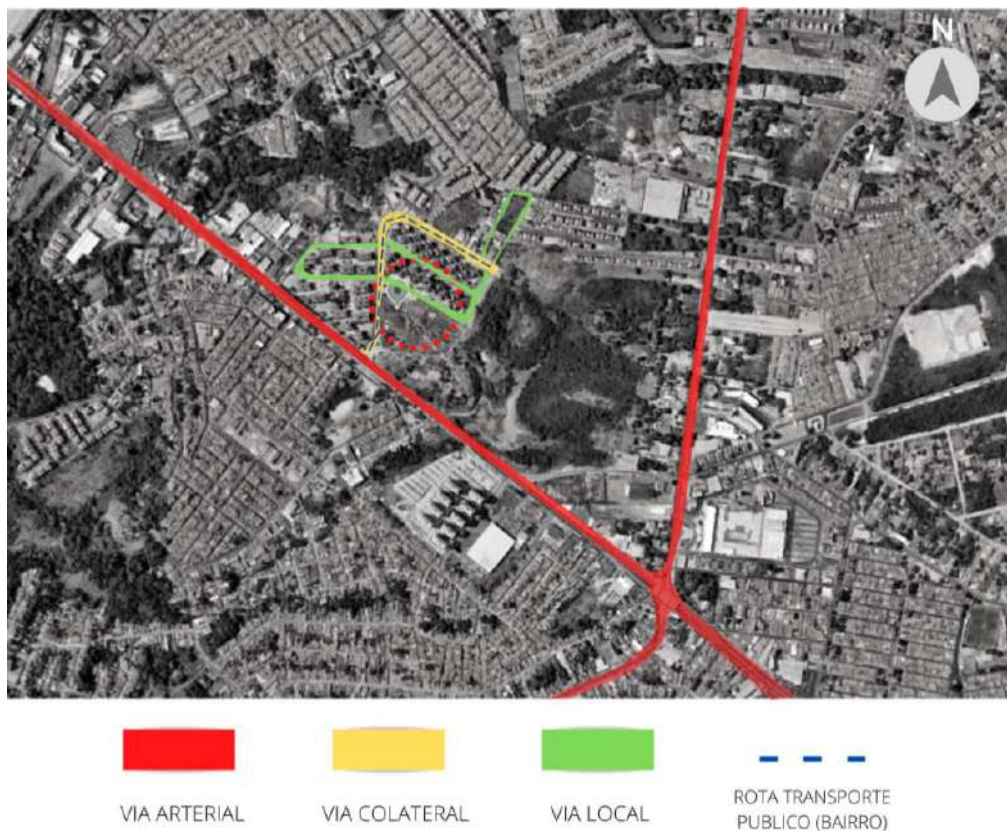 N
VIA ARTERIAL
VIA COLATERAL
VIA LOCAL
ROTA TRANSPORTE
PUBLICO (BAIRRO)